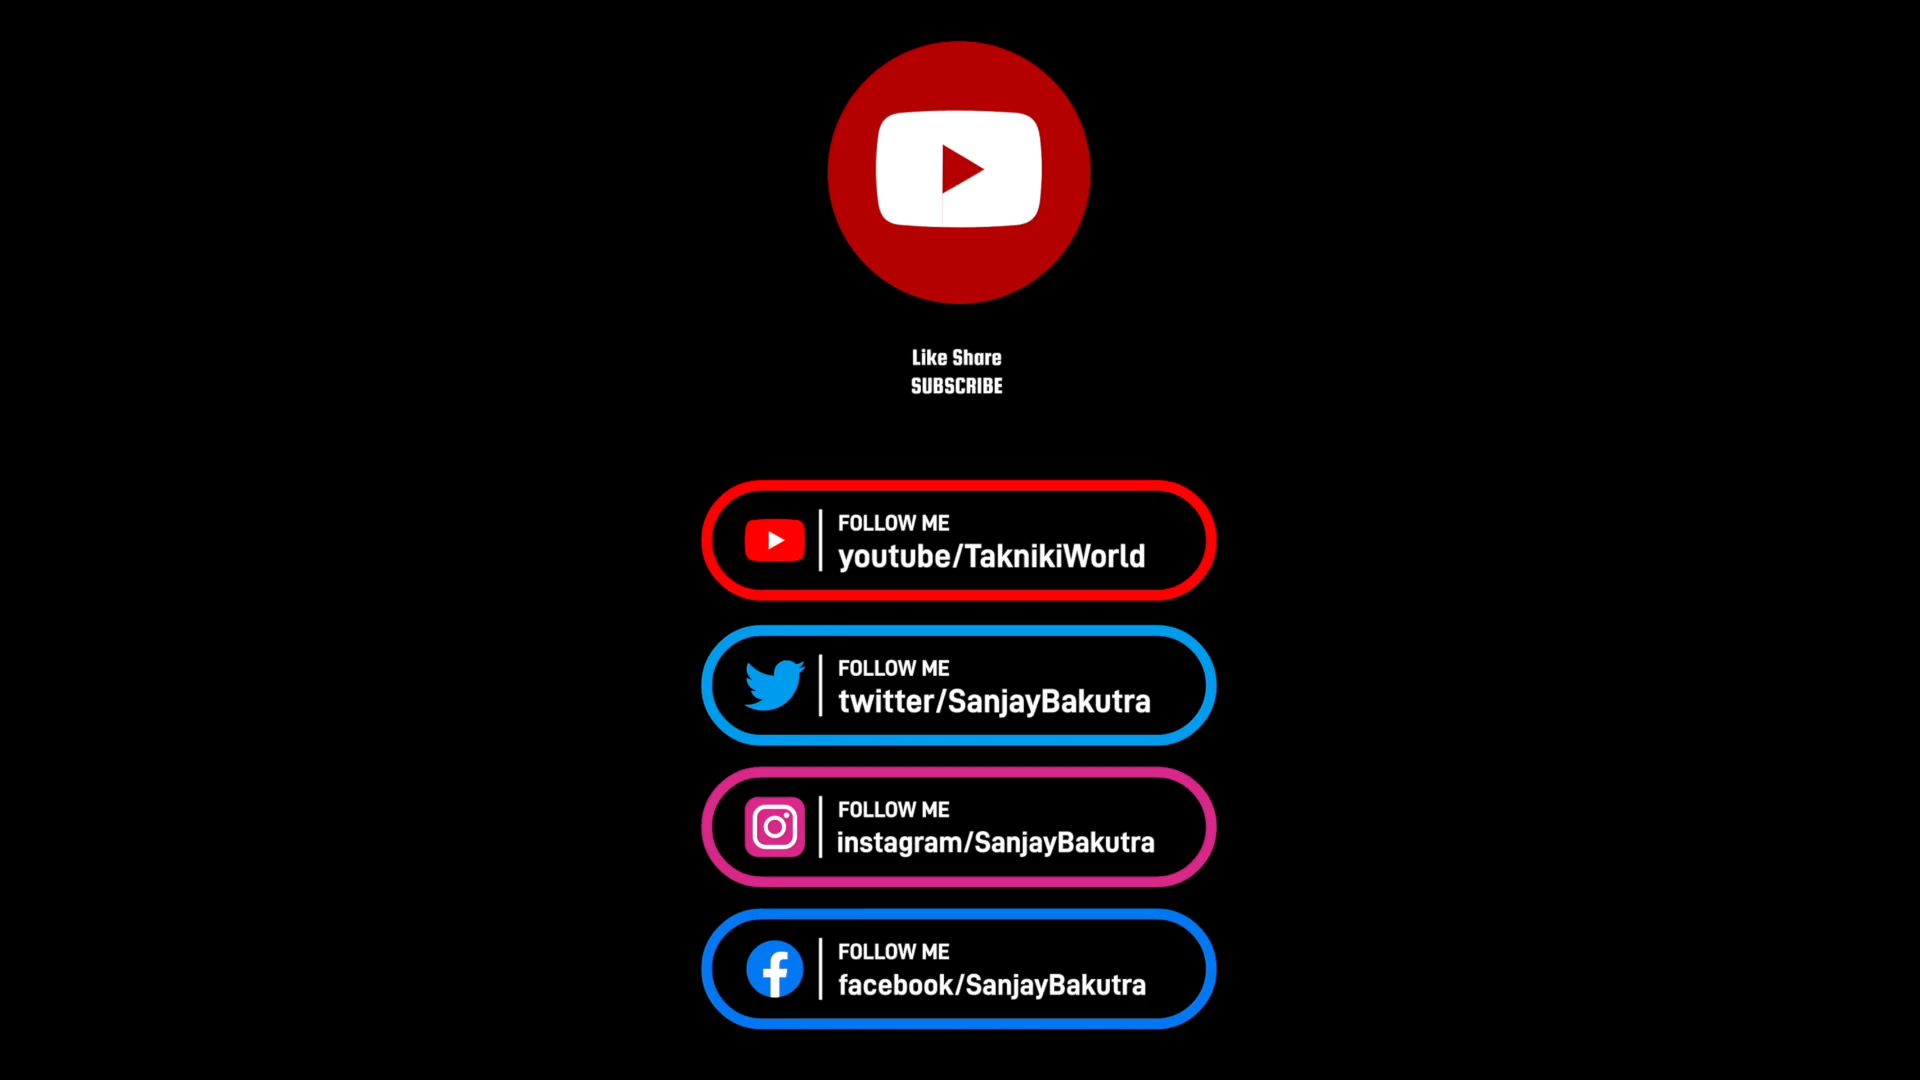 Like Share
SUBSCRIBE
FOLLOW ME
youtube/TaknikiWorld
FOLLOW ME
twitter/SanjayBakutra
FOLLOW ME
instagram/SanjayBakutra
FOLLOW ME
facebook/SanjayBakutra